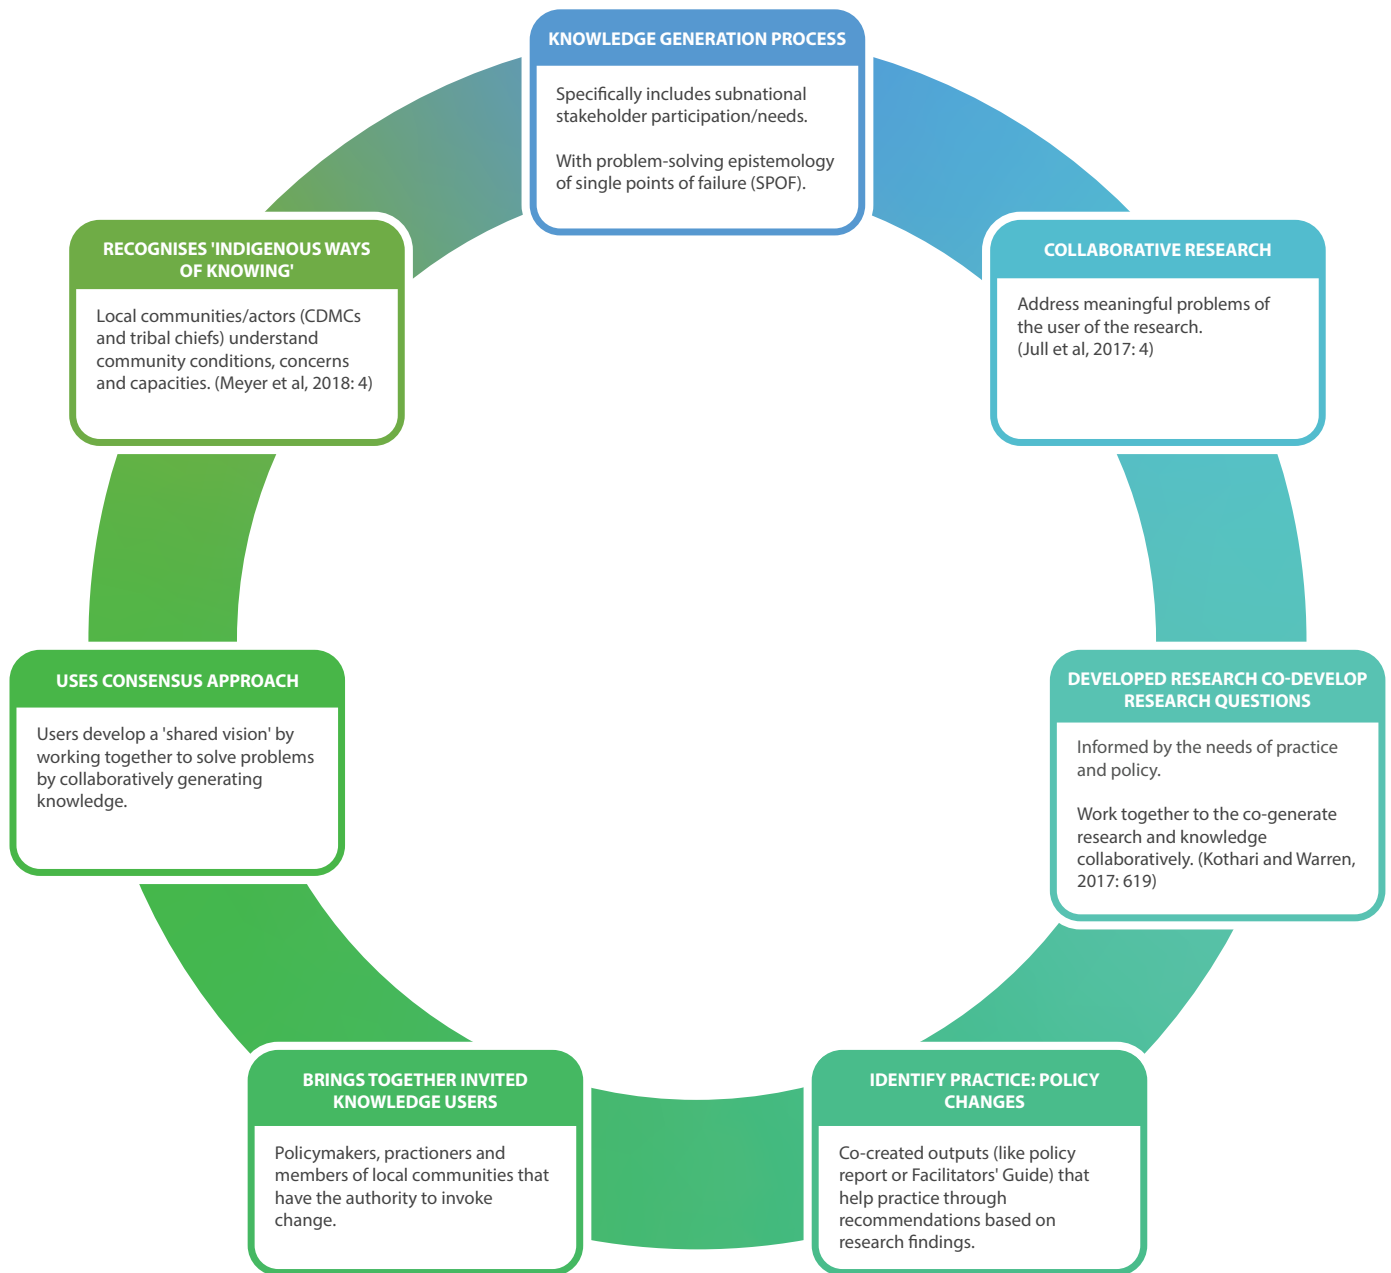 KNOWLEDGE GENERATION PROCESS
Specifically includes subnational
stakeholder participation/needs.
With problem-solving epistemology
of single points of failure (SPOF).
COLLABORATIVE RESEARCH
Address meaningful problems of
the user of the research.
(Jull et al, 2017: 4)
DEVELOPED RESEARCH CO-DEVELOP
RESEARCH QUESTIONS
Informed by the needs of practice
and policy.
Work together to the co-generate
research and knowledge
collaboratively. (Kothari and Warren,
2017: 619)
IDENTIFY PRACTICE: POLICY
CHANGES
Co-created outputs (like policy
report or Facilitators' Guide) that
help practice through
recommendations based on
research findings.
BRINGS TOGETHER INVITED
KNOWLEDGE USERS
Policymakers, practioners and
members of local communities that
have the authority to invoke
change.
USES CONSENSUS APPROACH
Users develop a 'shared vision' by
working together to solve problems
by collaboratively generating
knowledge.
RECOGNISES 'INDIGENOUS WAYS
OF KNOWING'
Local communities/actors (CDMCs
and tribal chiefs) understand
community conditions, concerns
and capacities. (Meyer et al, 2018: 4)